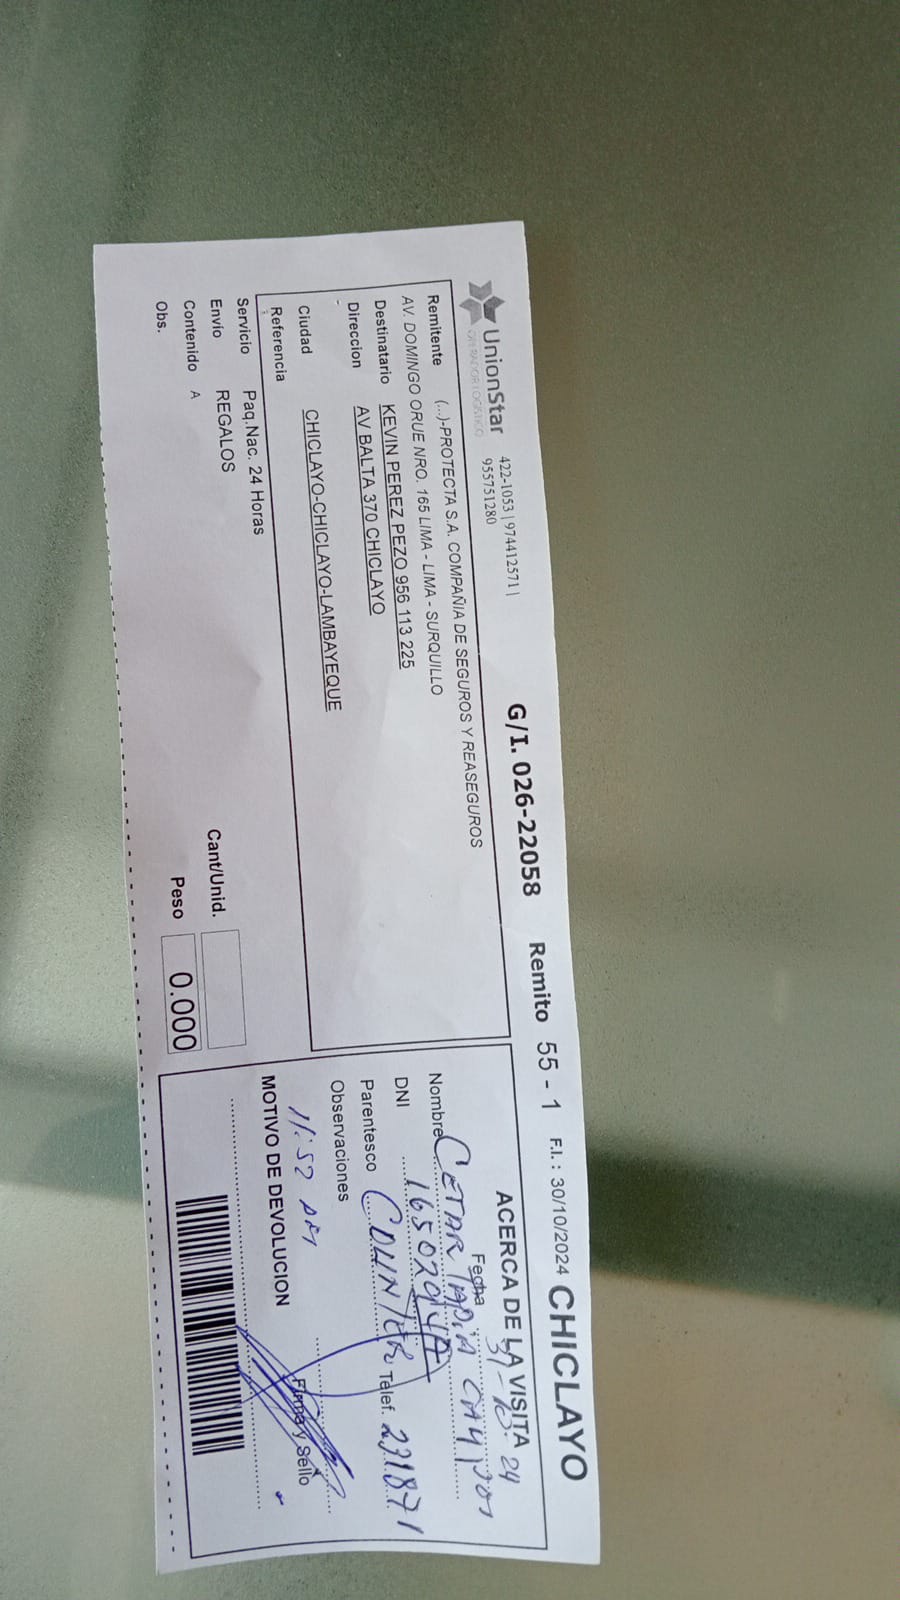 UnionStar
OPERADOR LOGISTICO
422-1053 | 974412571 |
955751280
G/I. 026-22058
Remito 55 - 1
F.I. : 30/10/2024
CHICLAYO
Remitente (...)-PROTECTA S.A. COMPAÑIA DE SEGUROS Y REASEGUROS
AV. DOMINGO ORUE NRO. 165 LIMA - LIMA - SURQUILLO
Destinatario KEVIN PEREZ PEZO 956 113 225
Direccion AV BALTA 370 CHICLAYO
-
Ciudad CHICLAYO-CHICLAYO-LAMBAYEQUE
Referencia
:
Servicio Paq.Nac. 24 Horas
Envio REGALOS
Contenido A
Obs.
Cant/Unid.
Peso 0.000
ACERCA DE LA VISITA
Fecha 31-10-24
Nombre
DNI
Parentesco COUNTER Telef. 231871
Observaciones
11:52 AM
MOTIVO DE DEVOLUCION
Firma y Sello